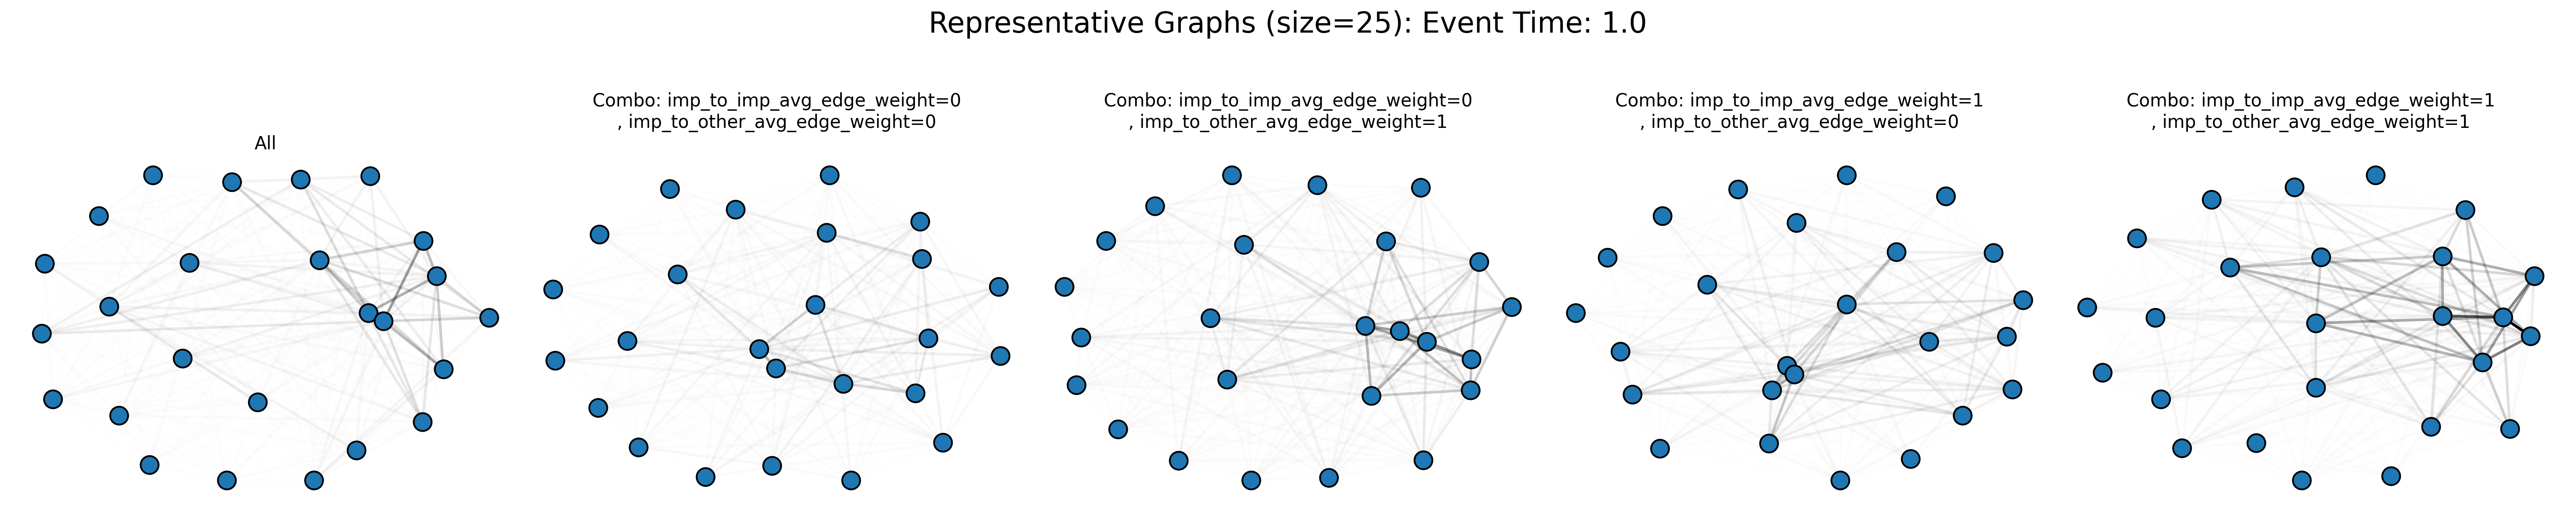 Representative Graphs (size=25): Event Time: 1.0
All
Combo: imp_to_imp_avg_edge_weight=0
, imp_to_other_avg_edge_weight=0
Combo: imp_to_imp_avg_edge_weight=0
, imp_to_other_avg_edge_weight=1
Combo: imp_to_imp_avg_edge_weight=1
, imp_to_other_avg_edge_weight=0
Combo: imp_to_imp_avg_edge_weight=1
, imp_to_other_avg_edge_weight=1